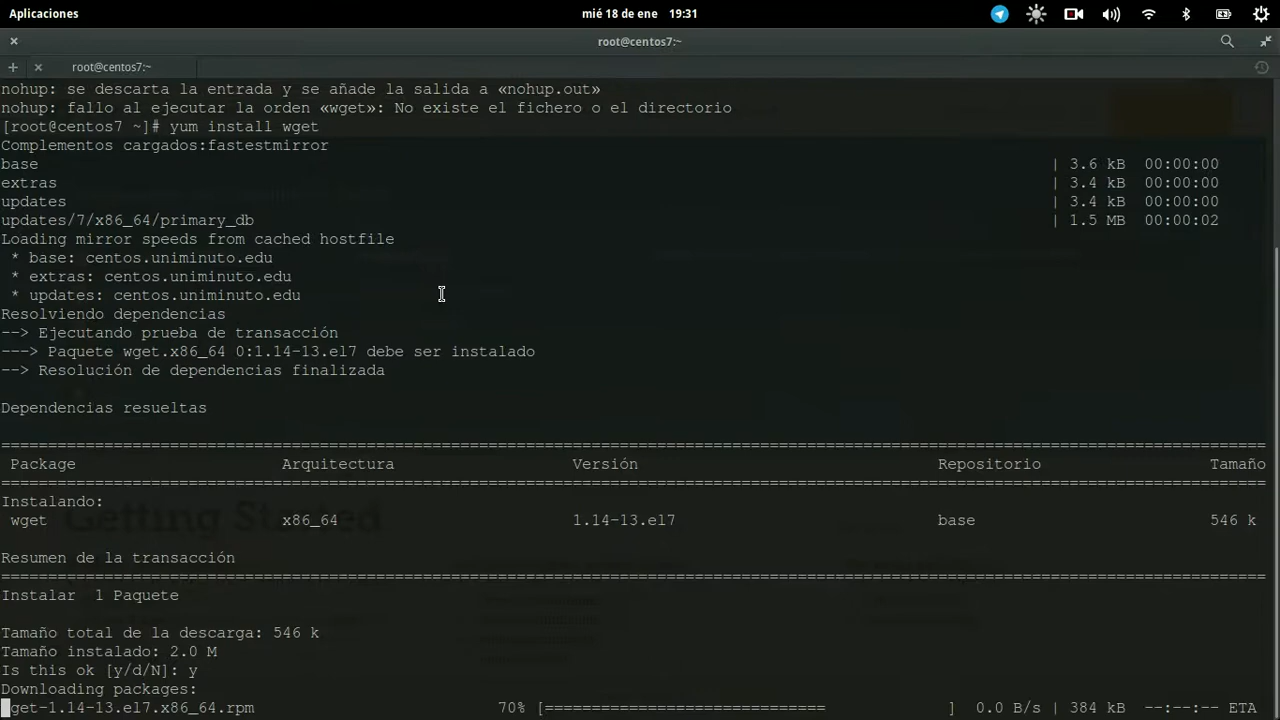 Aplicaciones mié 18 de ene 19:31
root@centos7:~
root@centos7:~
nohup: se descarta la entrada y se añade la salida a «nohup.out»
nohup: fallo al ejecutar la orden «wget»: No existe el fichero o el directorio
[root@centos7 ~]# yum install wget
Complementos cargados:fastestmirror
base | 3.6 kB 00:00:00
extras | 3.4 kB 00:00:00
updates | 3.4 kB 00:00:00
updates/7/x86_64/primary_db | 1.5 MB 00:00:02
Loading mirror speeds from cached hostfile
* base: centos.uniminuto.edu
* extras: centos.uniminuto.edu
* updates: centos.uniminuto.edu
Resolviendo dependencias
--> Ejecutando prueba de transacción
---> Paquete wget.x86_64 0:1.14-13.el7 debe ser instalado
--> Resolución de dependencias finalizada
Dependencias resueltas
Package Arquitectura Versión Repositorio Tamaño
Instalando:
wget x86_64 1.14-13.el7 base 546 k
Getting Started
Resumen de la transacción
Instalar 1 Paquete
Tamaño total de la descarga: 546 k
Tamaño instalado: 2.0 M
Is this ok [y/d/N]: y
Downloading packages:
get-1.14-13.el7.x86_64.rpm 70% [============================== ] 0.0 B/s | 384 kB --:--:-- ETA